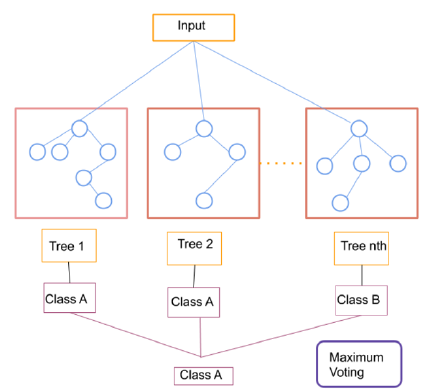 Input
Tree 1
Tree 2
Tree nth
Class A
Class A
Class B
Class A
Maximum
Voting